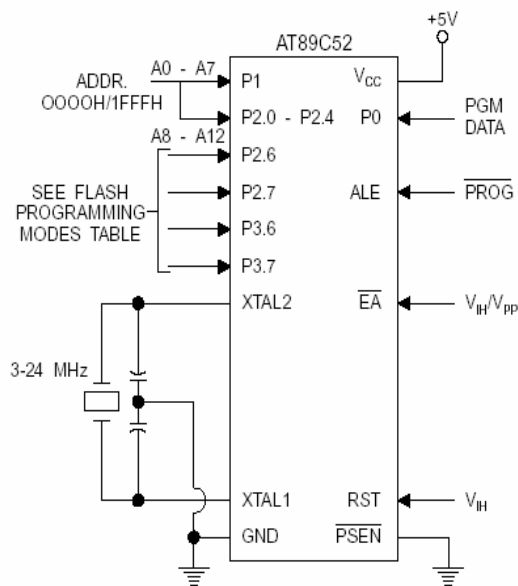 +5V
AT89C52
A0 - A7
ADDR.
OOOOH/1FFFH
P1
VCC
P2.0 - P2.4
P0
PGM
DATA
A8 - A12
P2.6
SEE FLASH
PROGRAMMING
MODES TABLE
P2.7
ALE
PROG
P3.6
P3.7
XTAL2
EA
VIH/VPP
3-24 MHz
XTAL1
RST
VIH
GND
PSEN